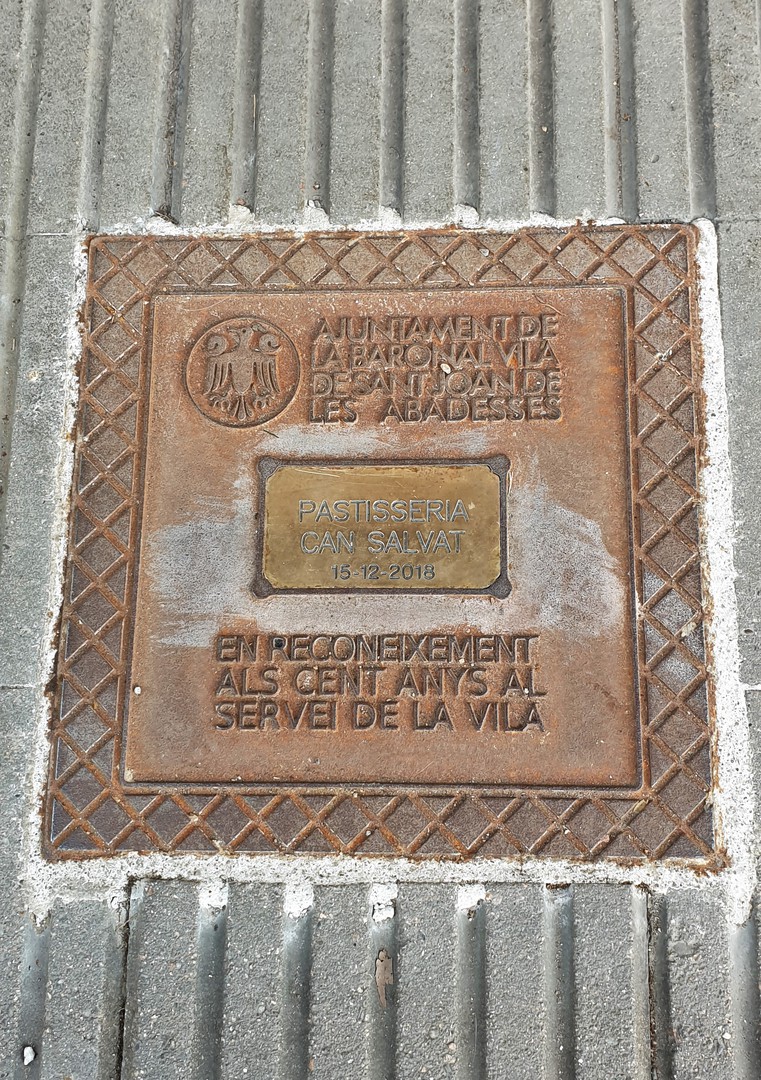 AJUNTAMENT DE
LA BARONAL VILA
DE SANT JOAN DE
LES ABADESSES
PASTISSERIA
CAN SALVAT
15-12-2018
EN RECONEIXEMENT
ALS CENT ANYS AL
SERVEI DE LA VILA